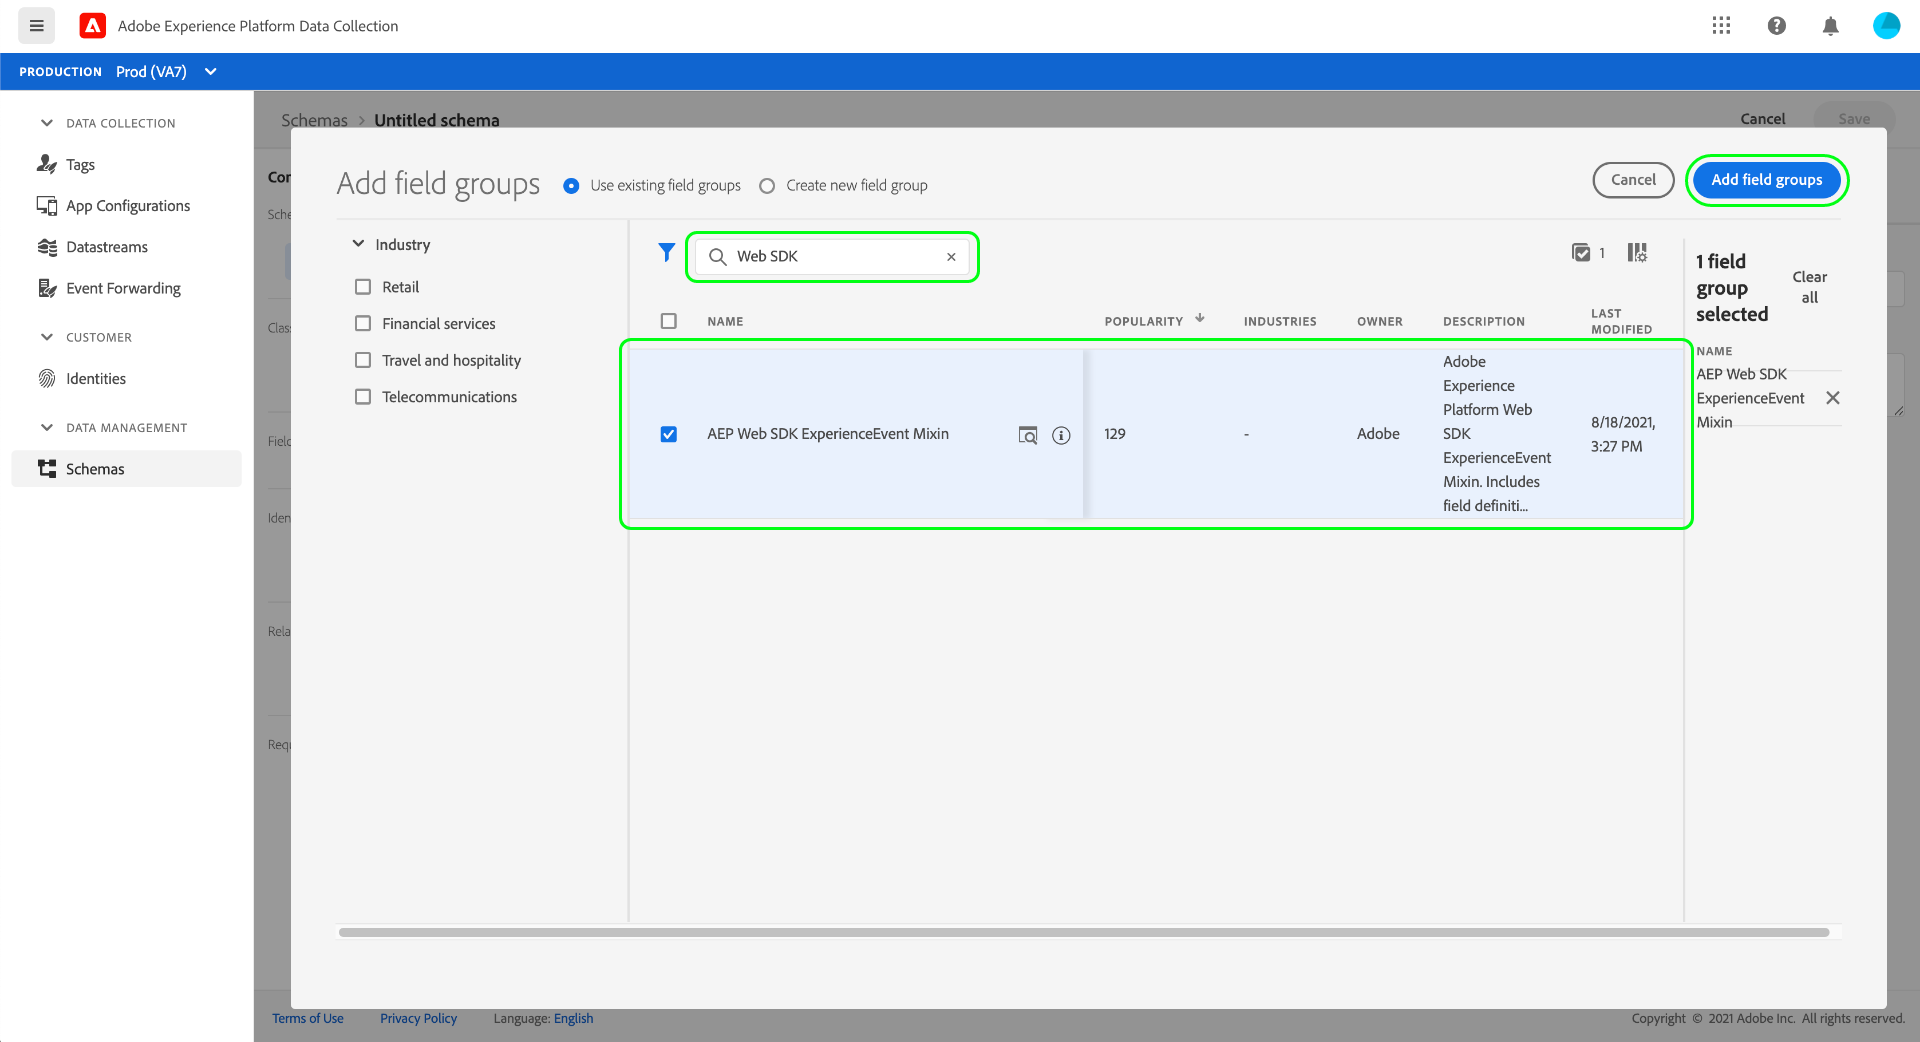 Adobe Experience Platform Data Collection
PRODUCTION Prod (VA7)
DATA COLLECTION
Tags
App Configurations
Datastreams
Event Forwarding
CUSTOMER
Identities
DATA MANAGEMENT
Schemas
Schemas > Untitled schema
Cancel
Save
Add field groups
Use existing field groups
Create new field group
Cancel
Add field groups
Industry
Retail
Financial services
Travel and hospitality
Telecommunications
Web SDK
1
NAME
POPULARITY
INDUSTRIES
OWNER
DESCRIPTION
LAST
MODIFIED
AEP Web SDK ExperienceEvent Mixin
129
-
Adobe
Adobe
Experience
Platform Web
SDK
ExperienceEvent
Mixin. Includes
field definiti...
8/18/2021,
3:27 PM
1 field
group
selected
Clear
all
NAME
AEP Web SDK
ExperienceEvent
Mixin
Terms of Use
Privacy Policy
Language: English
Copyright © 2021 Adobe Inc. All rights reserved.